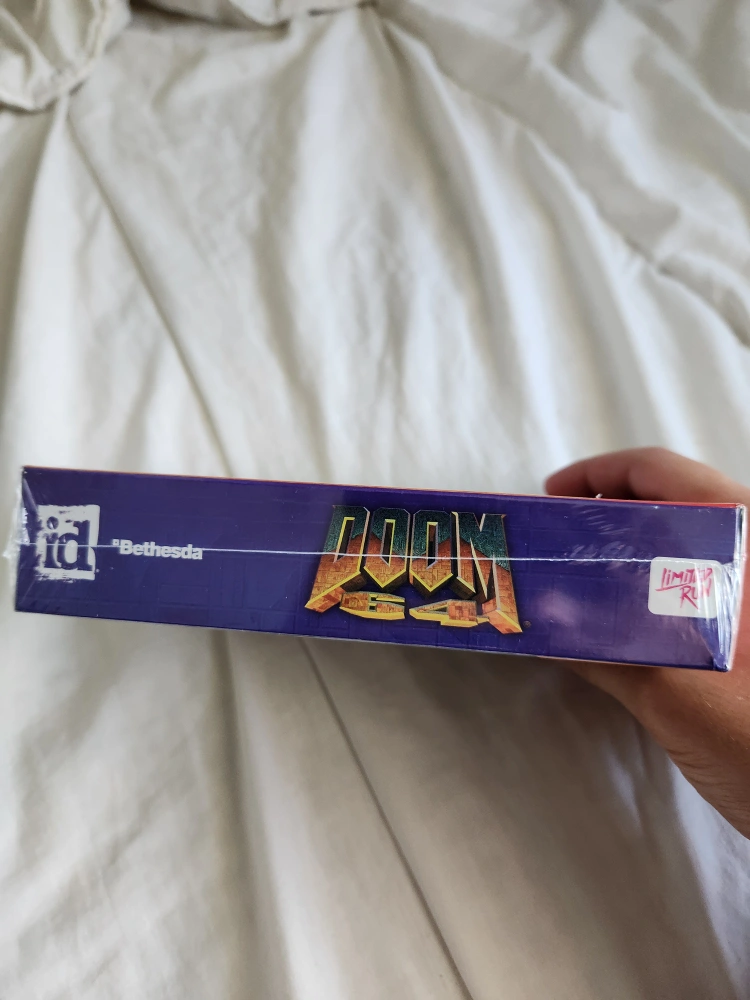 id
Bethesda
DOOM
64
LIMITED
RUN